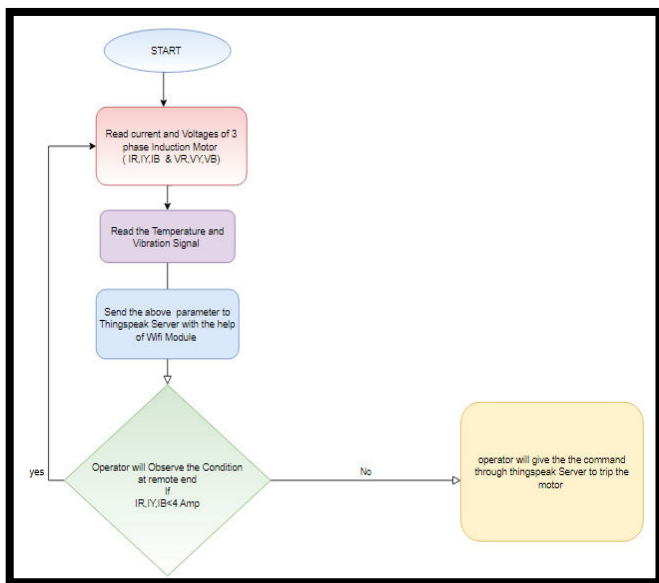 START
Read current and Voltages of 3
phase Induction Motor
( IR,IY,IB & VR,VY,VB)
Read the Temperature and
Vibration Signal
Send the above parameter to
Thingspeak Server with the help
of Wifi Module
Operator will Observe the Condition
at remote end
If
IR,IY,IB<4 Amp
yes
No
operator will give the the command
through thingspeak Server to trip the
motor